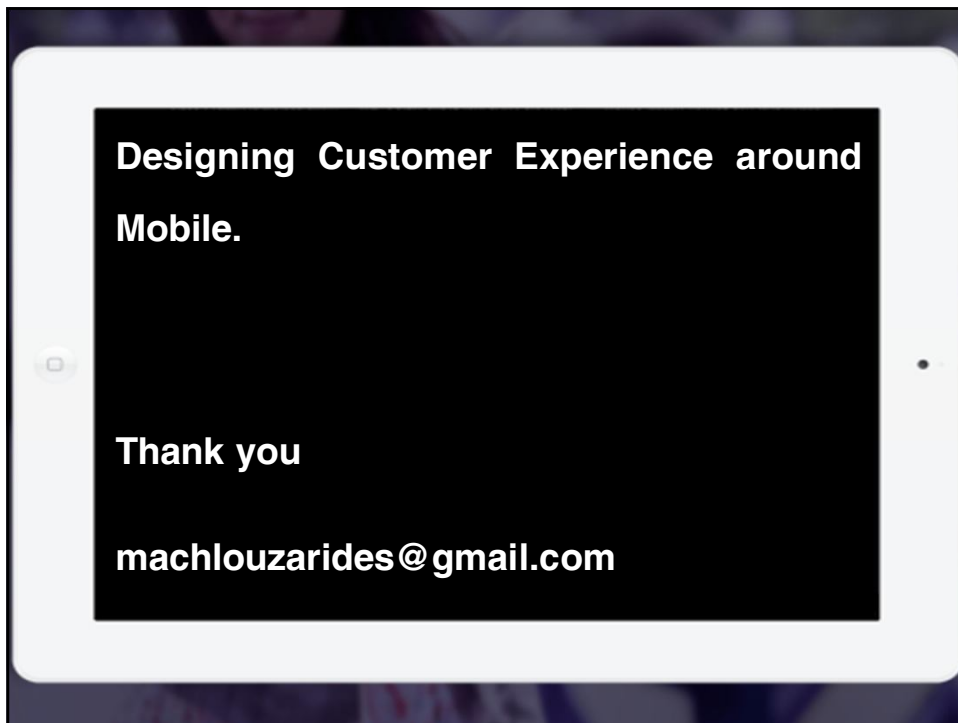 Designing Customer Experience around
Mobile.
Thank you
machlouzarides@gmail.com